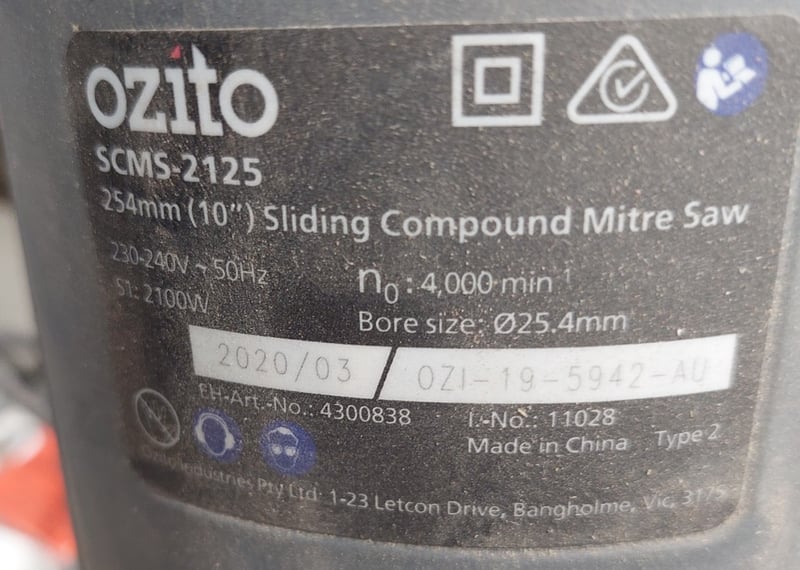 ozito
SCMS-2125
254mm (10") Sliding Compound Mitre Saw
230-240V ~ 50Hz
S1: 2100W
n₀ : 4,000 min⁻¹
Bore size: Ø25.4mm
2020/03 / OZI-19-5942-AU
EH-Art.-No.: 4300838
I.-No.: 11028
Made in China Type 2
Ozito Industries Pty Ltd. 1-23 Letcon Drive, Bangholme, Vic, 3175